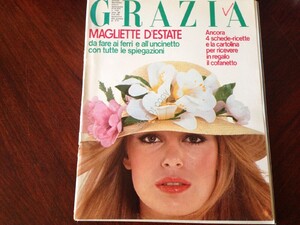 GRAZIA
MAGLIETTE D'ESTATE
da fare ai ferri e all'uncinetto
con tutte le spiegazioni
Ancora
4 schede-ricette
e la cartolina
per ricevere
in regalo
il cofanetto